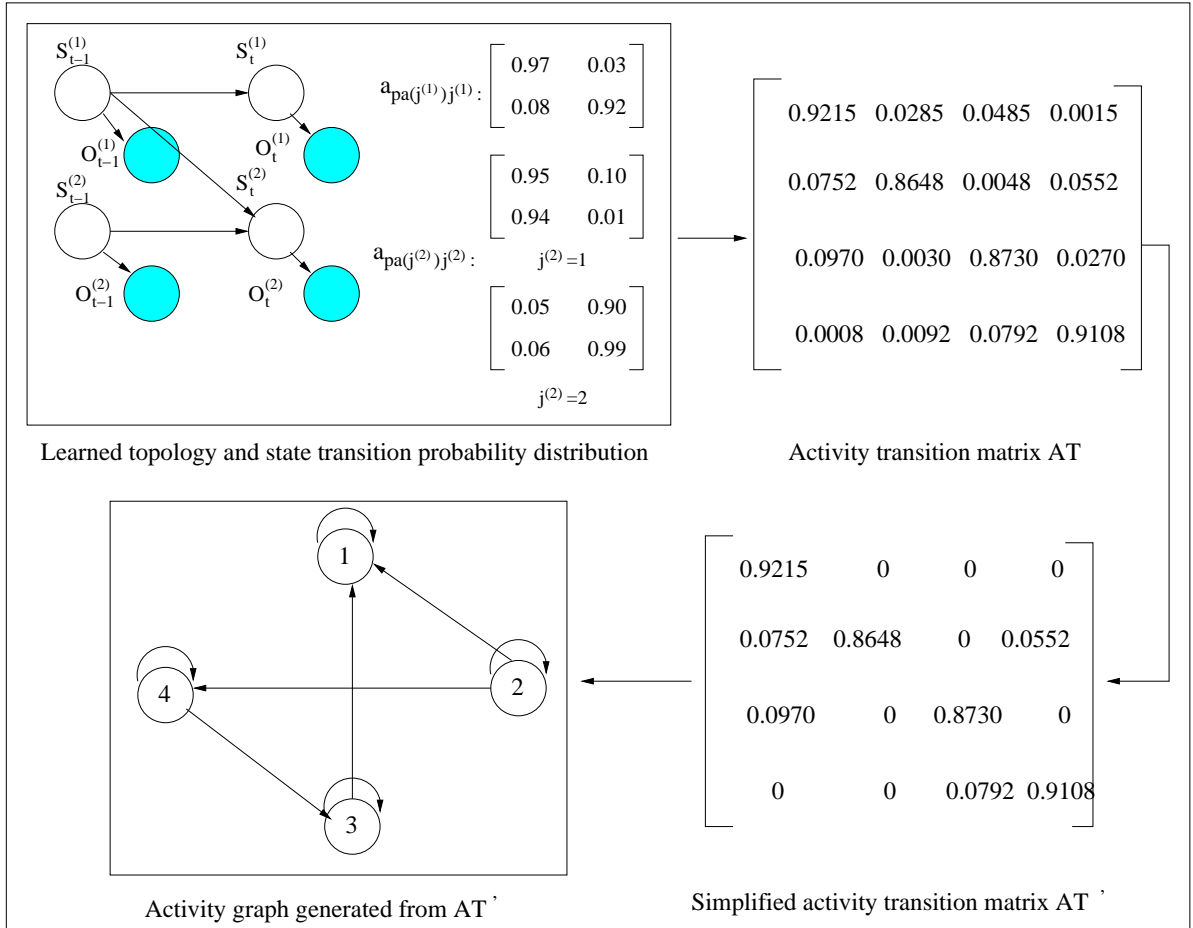 S(1)t–1 S(1)t
apa(j(1))j(1) :
0.97 0.03
0.08 0.92
O(1)t–1 O(1)t
S(2)t–1 S(2)t
0.95 0.10
0.94 0.01
apa(j(2))j(2) : j(2) =1
O(2)t–1 O(2)t
0.05 0.90
0.06 0.99
j(2) =2
Learned topology and state transition probability distribution
0.9215 0.0285 0.0485 0.0015
0.0752 0.8648 0.0048 0.0552
0.0970 0.0030 0.8730 0.0270
0.0008 0.0092 0.0792 0.9108
Activity transition matrix AT
1
2
4
3
Activity graph generated from AT ’
0.9215 0 0 0
0.0752 0.8648 0 0.0552
0.0970 0 0.8730 0
0 0 0.0792 0.9108
Simplified activity transition matrix AT ’